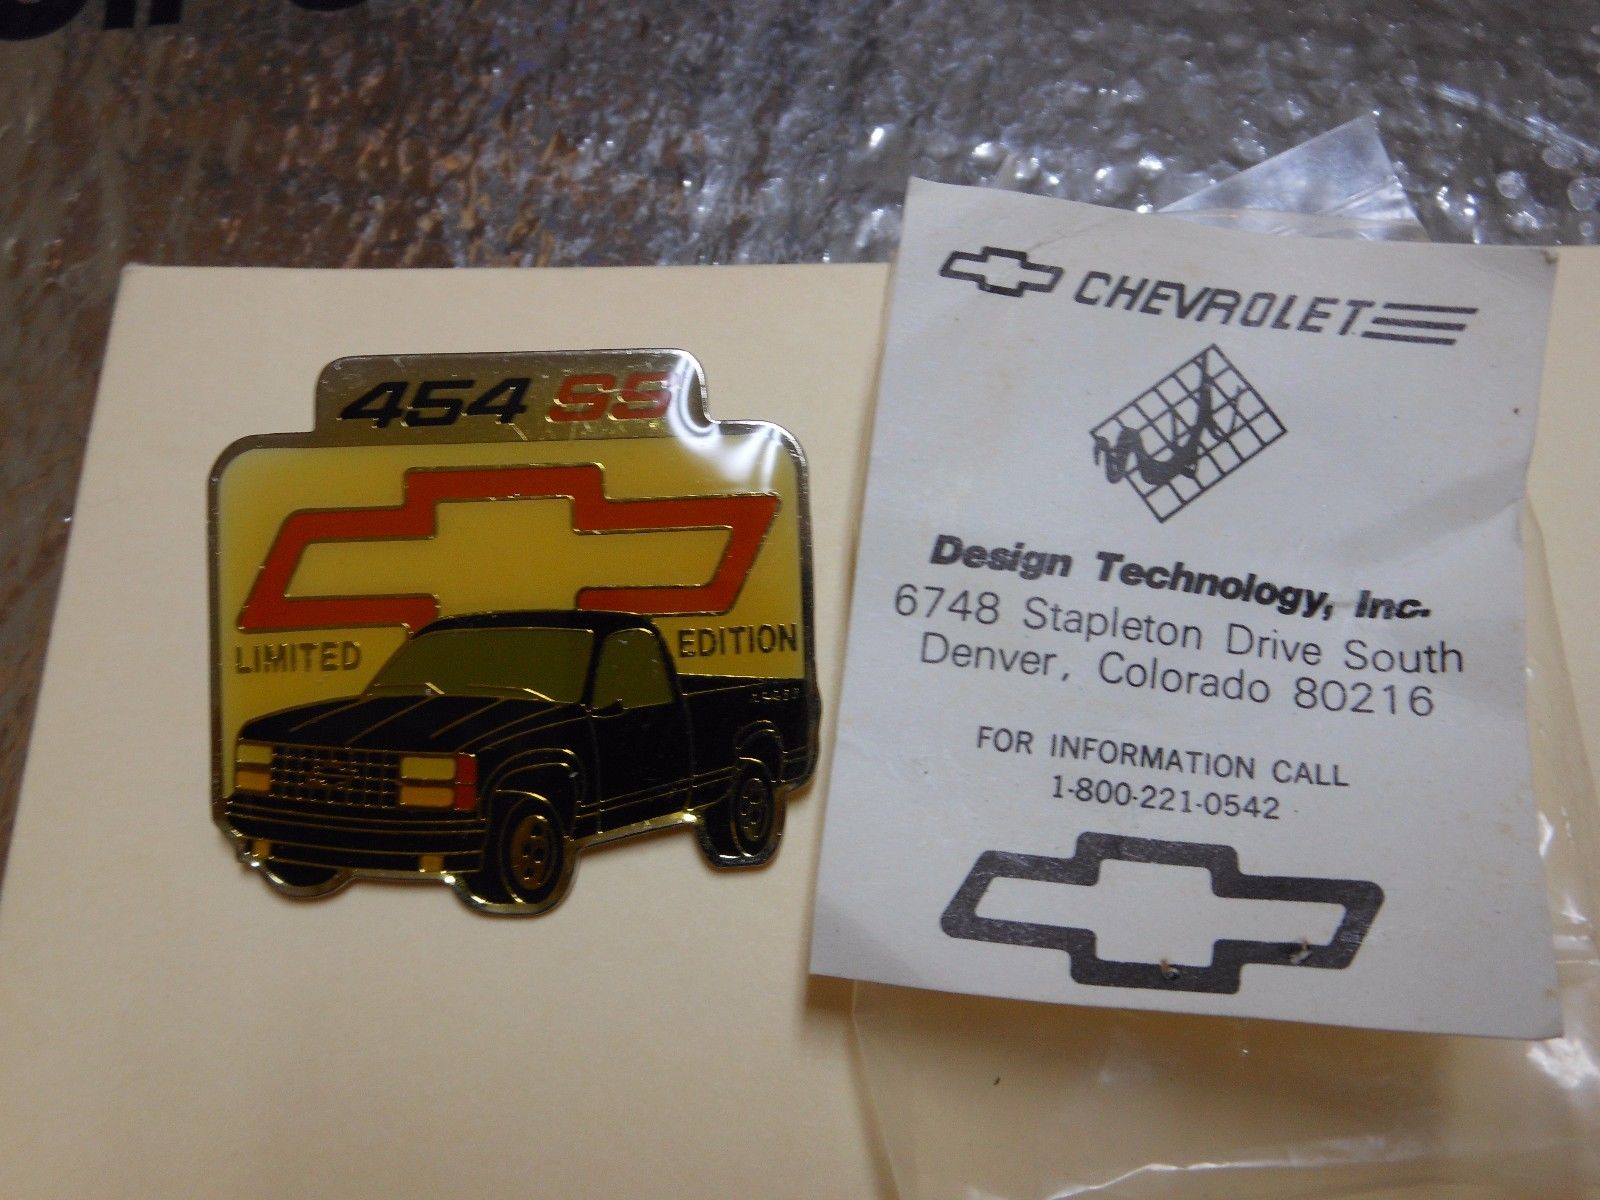 454 SS
LIMITED EDITION
CHEVROLET
Design Technology, Inc.
6748 Stapleton Drive South
Denver, Colorado 80216
FOR INFORMATION CALL
1-800-221-0542